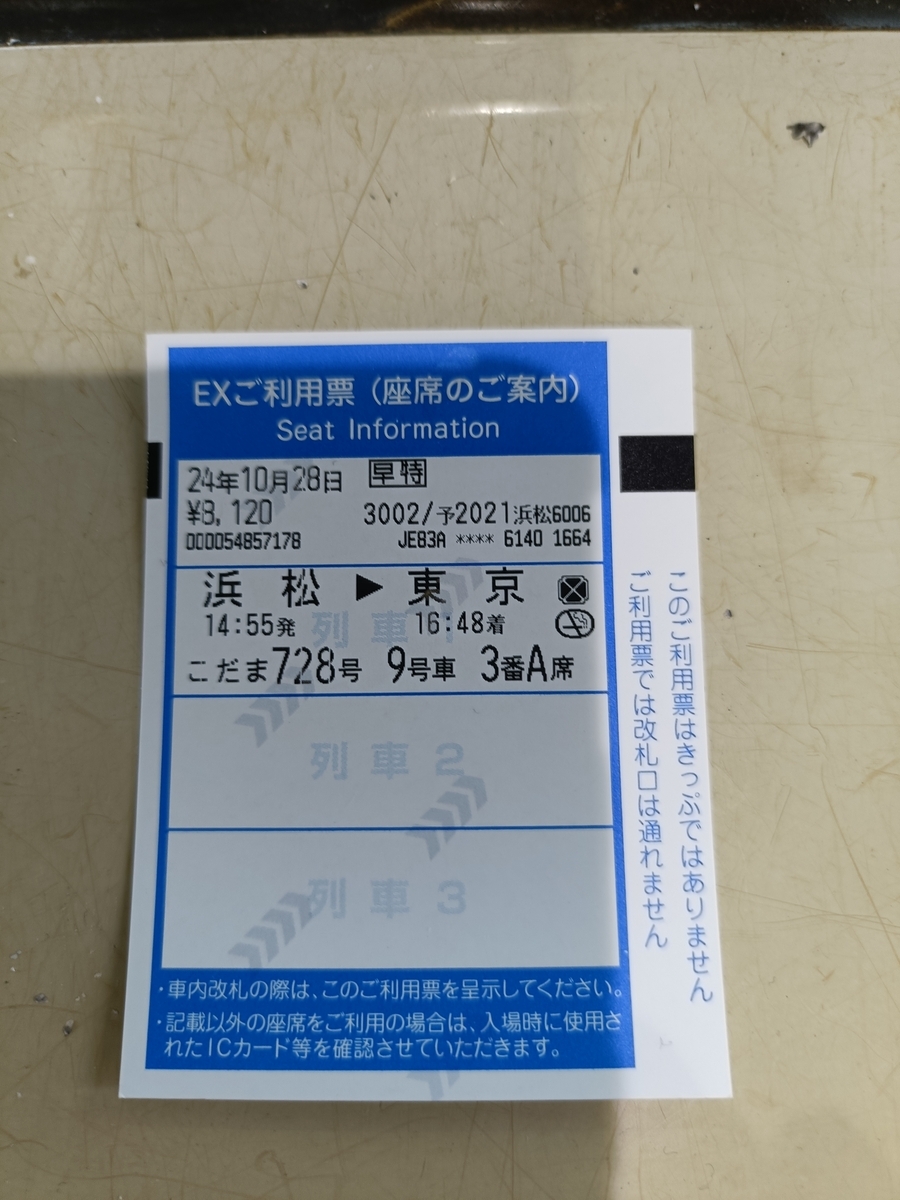 EXご利用票(座席のご案内)
Seat Information
24年10月28日 早特
¥8,120 3002/予2021浜松6006
000054857178 JE83A **** 6140 1664
浜松▶東京
14:55発 16:48着
列車1
こだま728号 9号車 3番A席
列車2
列車3
・車内改札の際は、このご利用票を呈示してください。
・記載以外の座席をご利用の場合は、入場時に使用さ
れたICカード等を確認させていただきます。
このご利用票はきっぷではありません
ご利用票では改札口は通れません